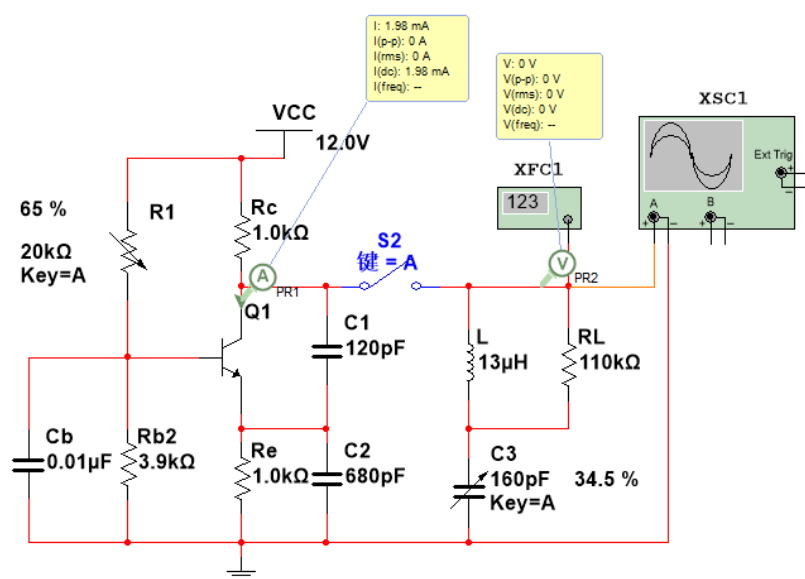 I: 1.98 mA
I(p-p): 0 A
I(rms): 0 A
I(dc): 1.98 mA
I(freq): --
V: 0 V
V(p-p): 0 V
V(rms): 0 V
V(dc): 0 V
V(freq): --
XSC1
Ext Trig
+
-
A
B
+
-
+
-
XFC1
123
VCC
12.0V
65 %
R1
20kΩ
Key=A
Rc
1.0kΩ
A
PR1
S2
键 = A
V
PR2
Q1
C1
120pF
L
13µH
RL
110kΩ
Cb
0.01µF
Rb2
3.9kΩ
Re
1.0kΩ
C2
680pF
C3
160pF
Key=A
34.5 %